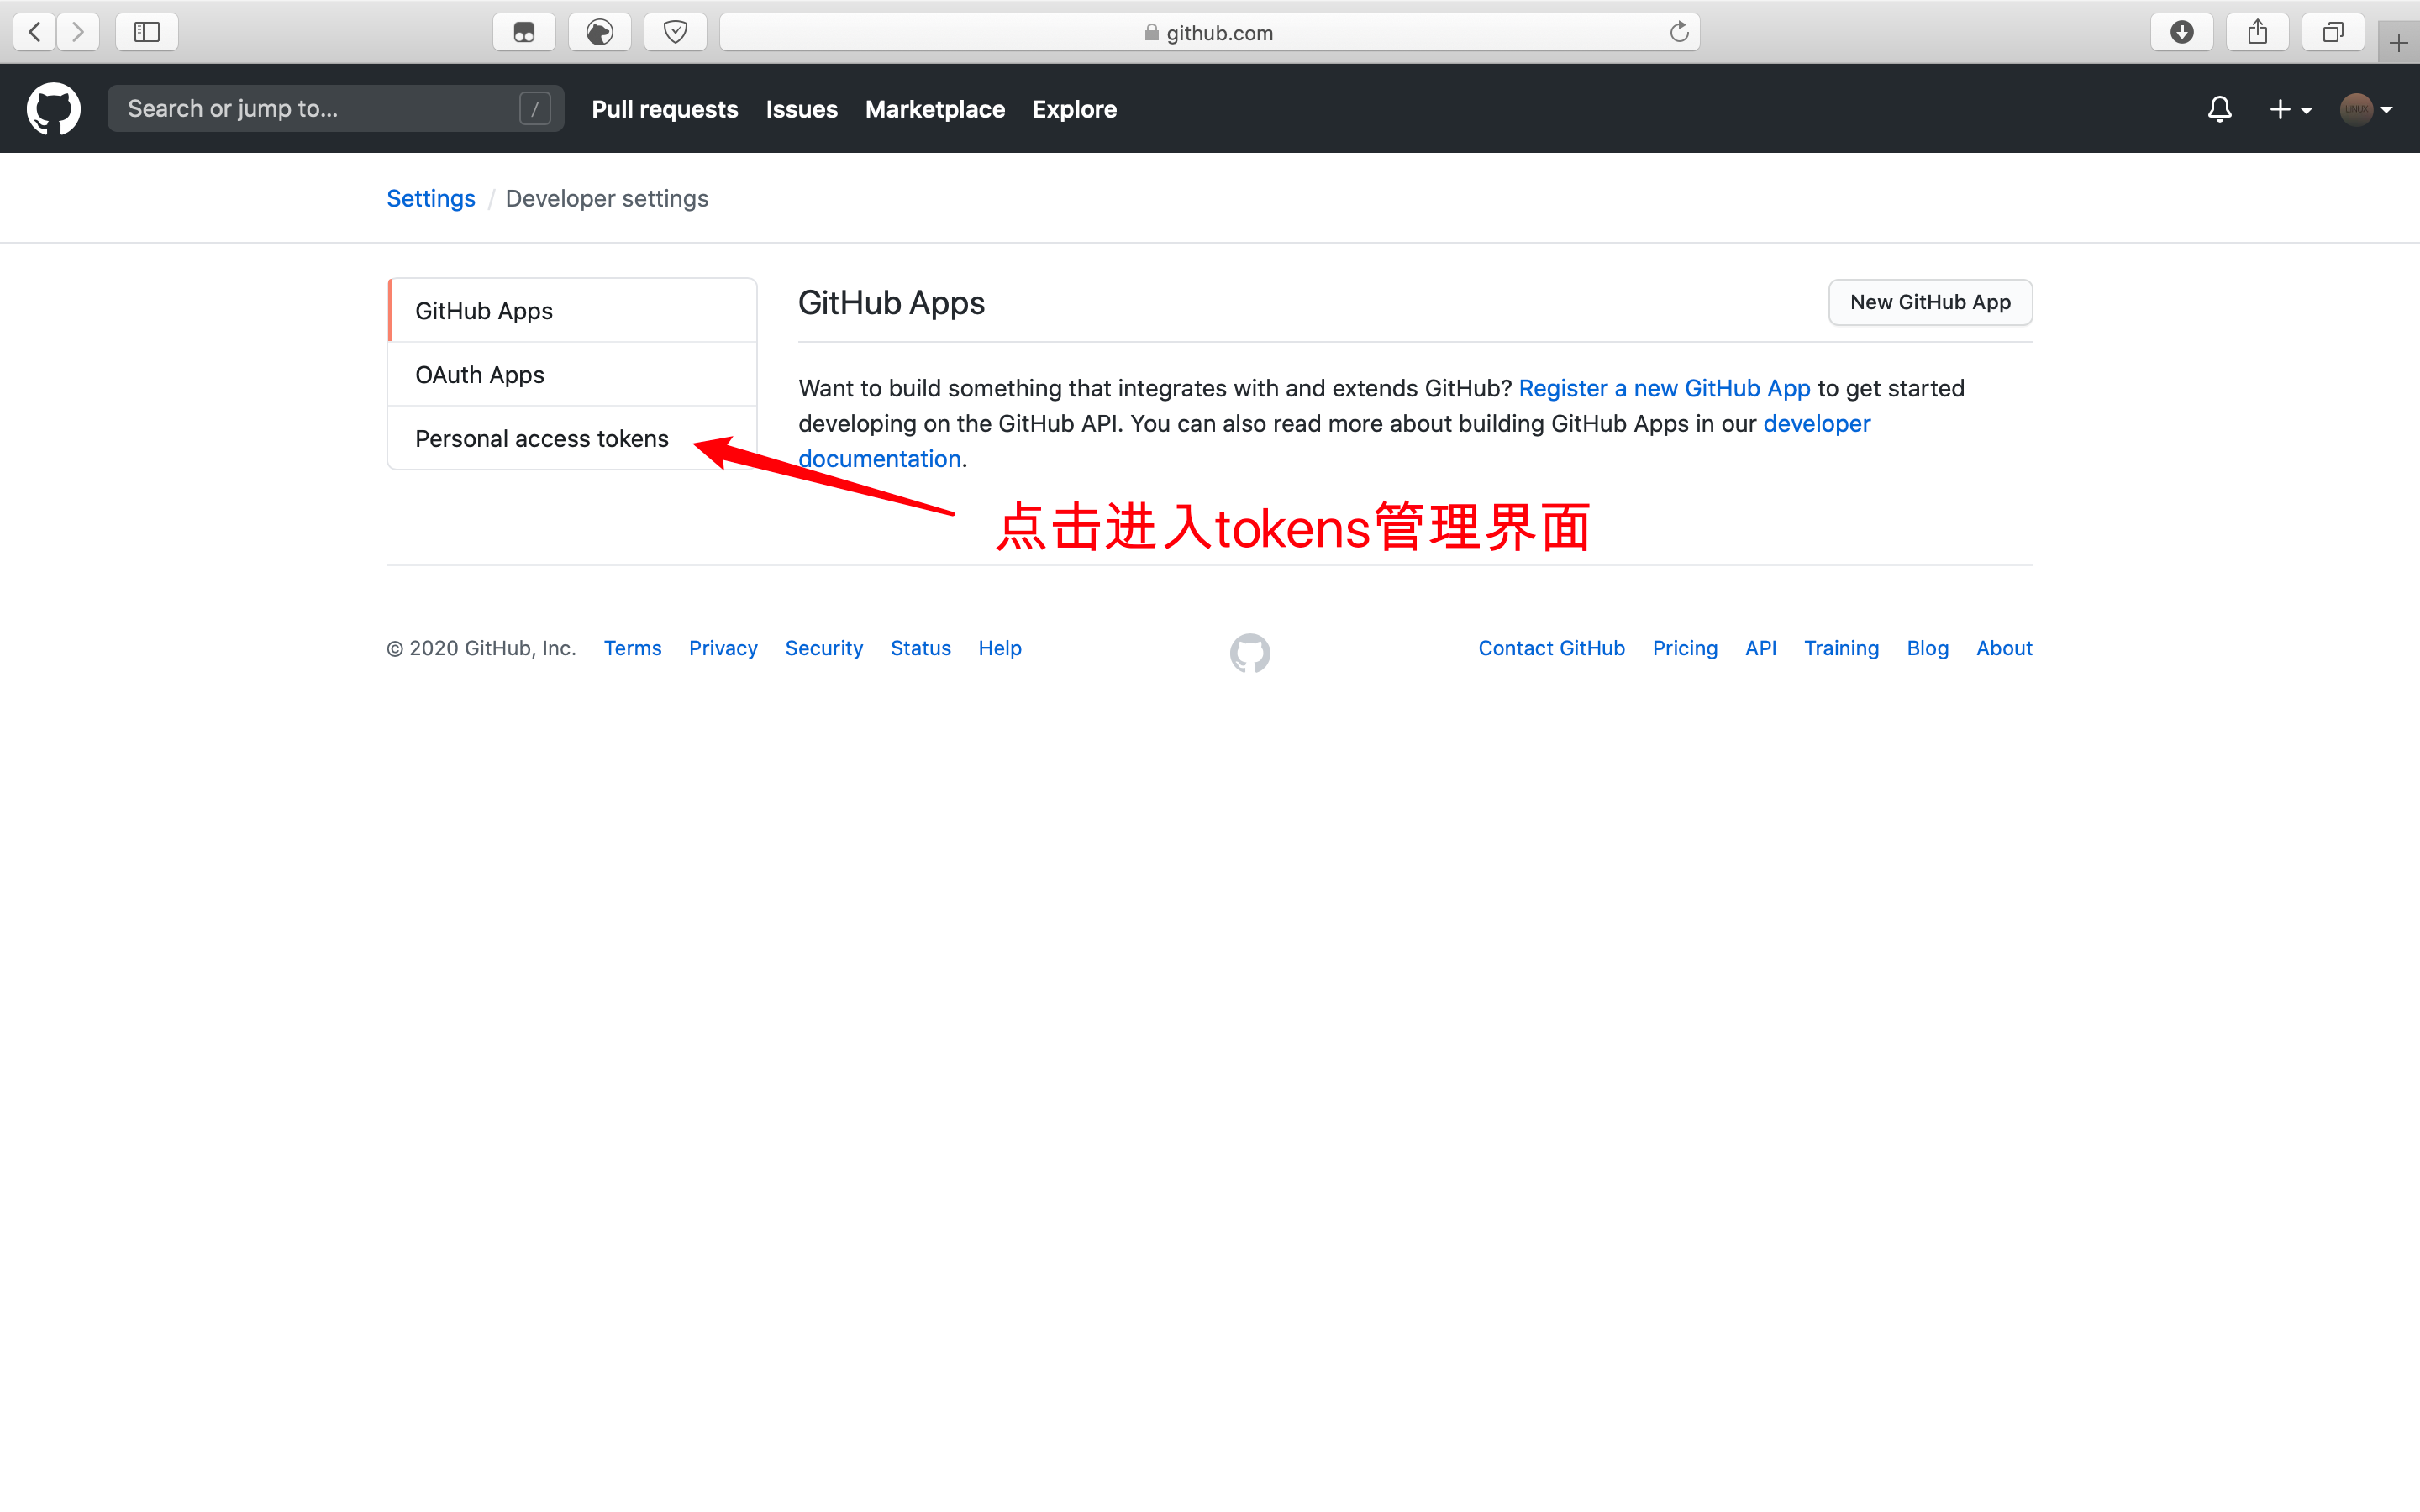 github.com
Search or jump to... /
Pull requests Issues Marketplace Explore
LINUX
Settings / Developer settings
GitHub Apps
OAuth Apps
Personal access tokens
GitHub Apps
New GitHub App
Want to build something that integrates with and extends GitHub? Register a new GitHub App to get started
developing on the GitHub API. You can also read more about building GitHub Apps in our developer
documentation.
点击进入tokens管理界面
© 2020 GitHub, Inc. Terms Privacy Security Status Help
Contact GitHub Pricing API Training Blog About